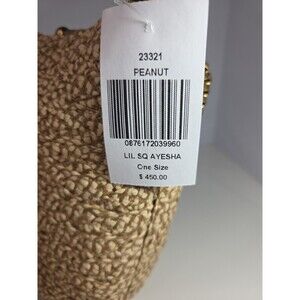 23321
PEANUT
0876172039960
LIL SQ AYESHA
One Size
$ 450.00